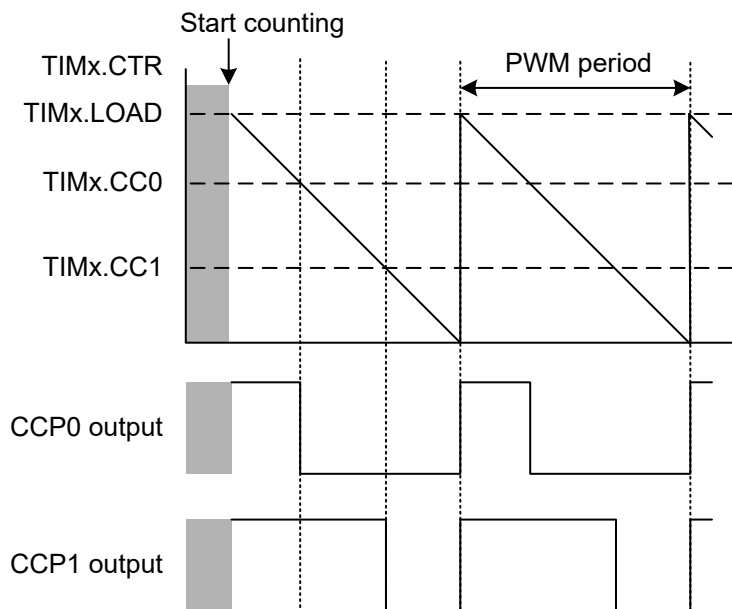 Start counting
TIMx.CTR
PWM period
TIMx.LOAD
TIMx.CC0
TIMx.CC1
CCP0 output
CCP1 output